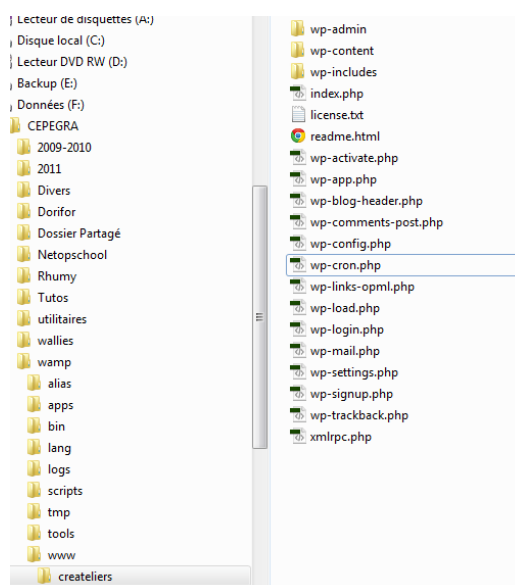 Lecteur de disquettes (A:)
Disque local (C:)
Lecteur DVD RW (D:)
Backup (E:)
Données (F:)
CEPEGRA
2009-2010
2011
Divers
Dorifor
Dossier Partagé
Netopschool
Rhumy
Tutos
utilitaires
wallies
wamp
alias
apps
bin
lang
logs
scripts
tmp
tools
www
createliers
wp-admin
wp-content
wp-includes
index.php
license.txt
readme.html
wp-activate.php
wp-app.php
wp-blog-header.php
wp-comments-post.php
wp-config.php
wp-cron.php
wp-links-opml.php
wp-load.php
wp-login.php
wp-mail.php
wp-settings.php
wp-signup.php
wp-trackback.php
xmlrpc.php